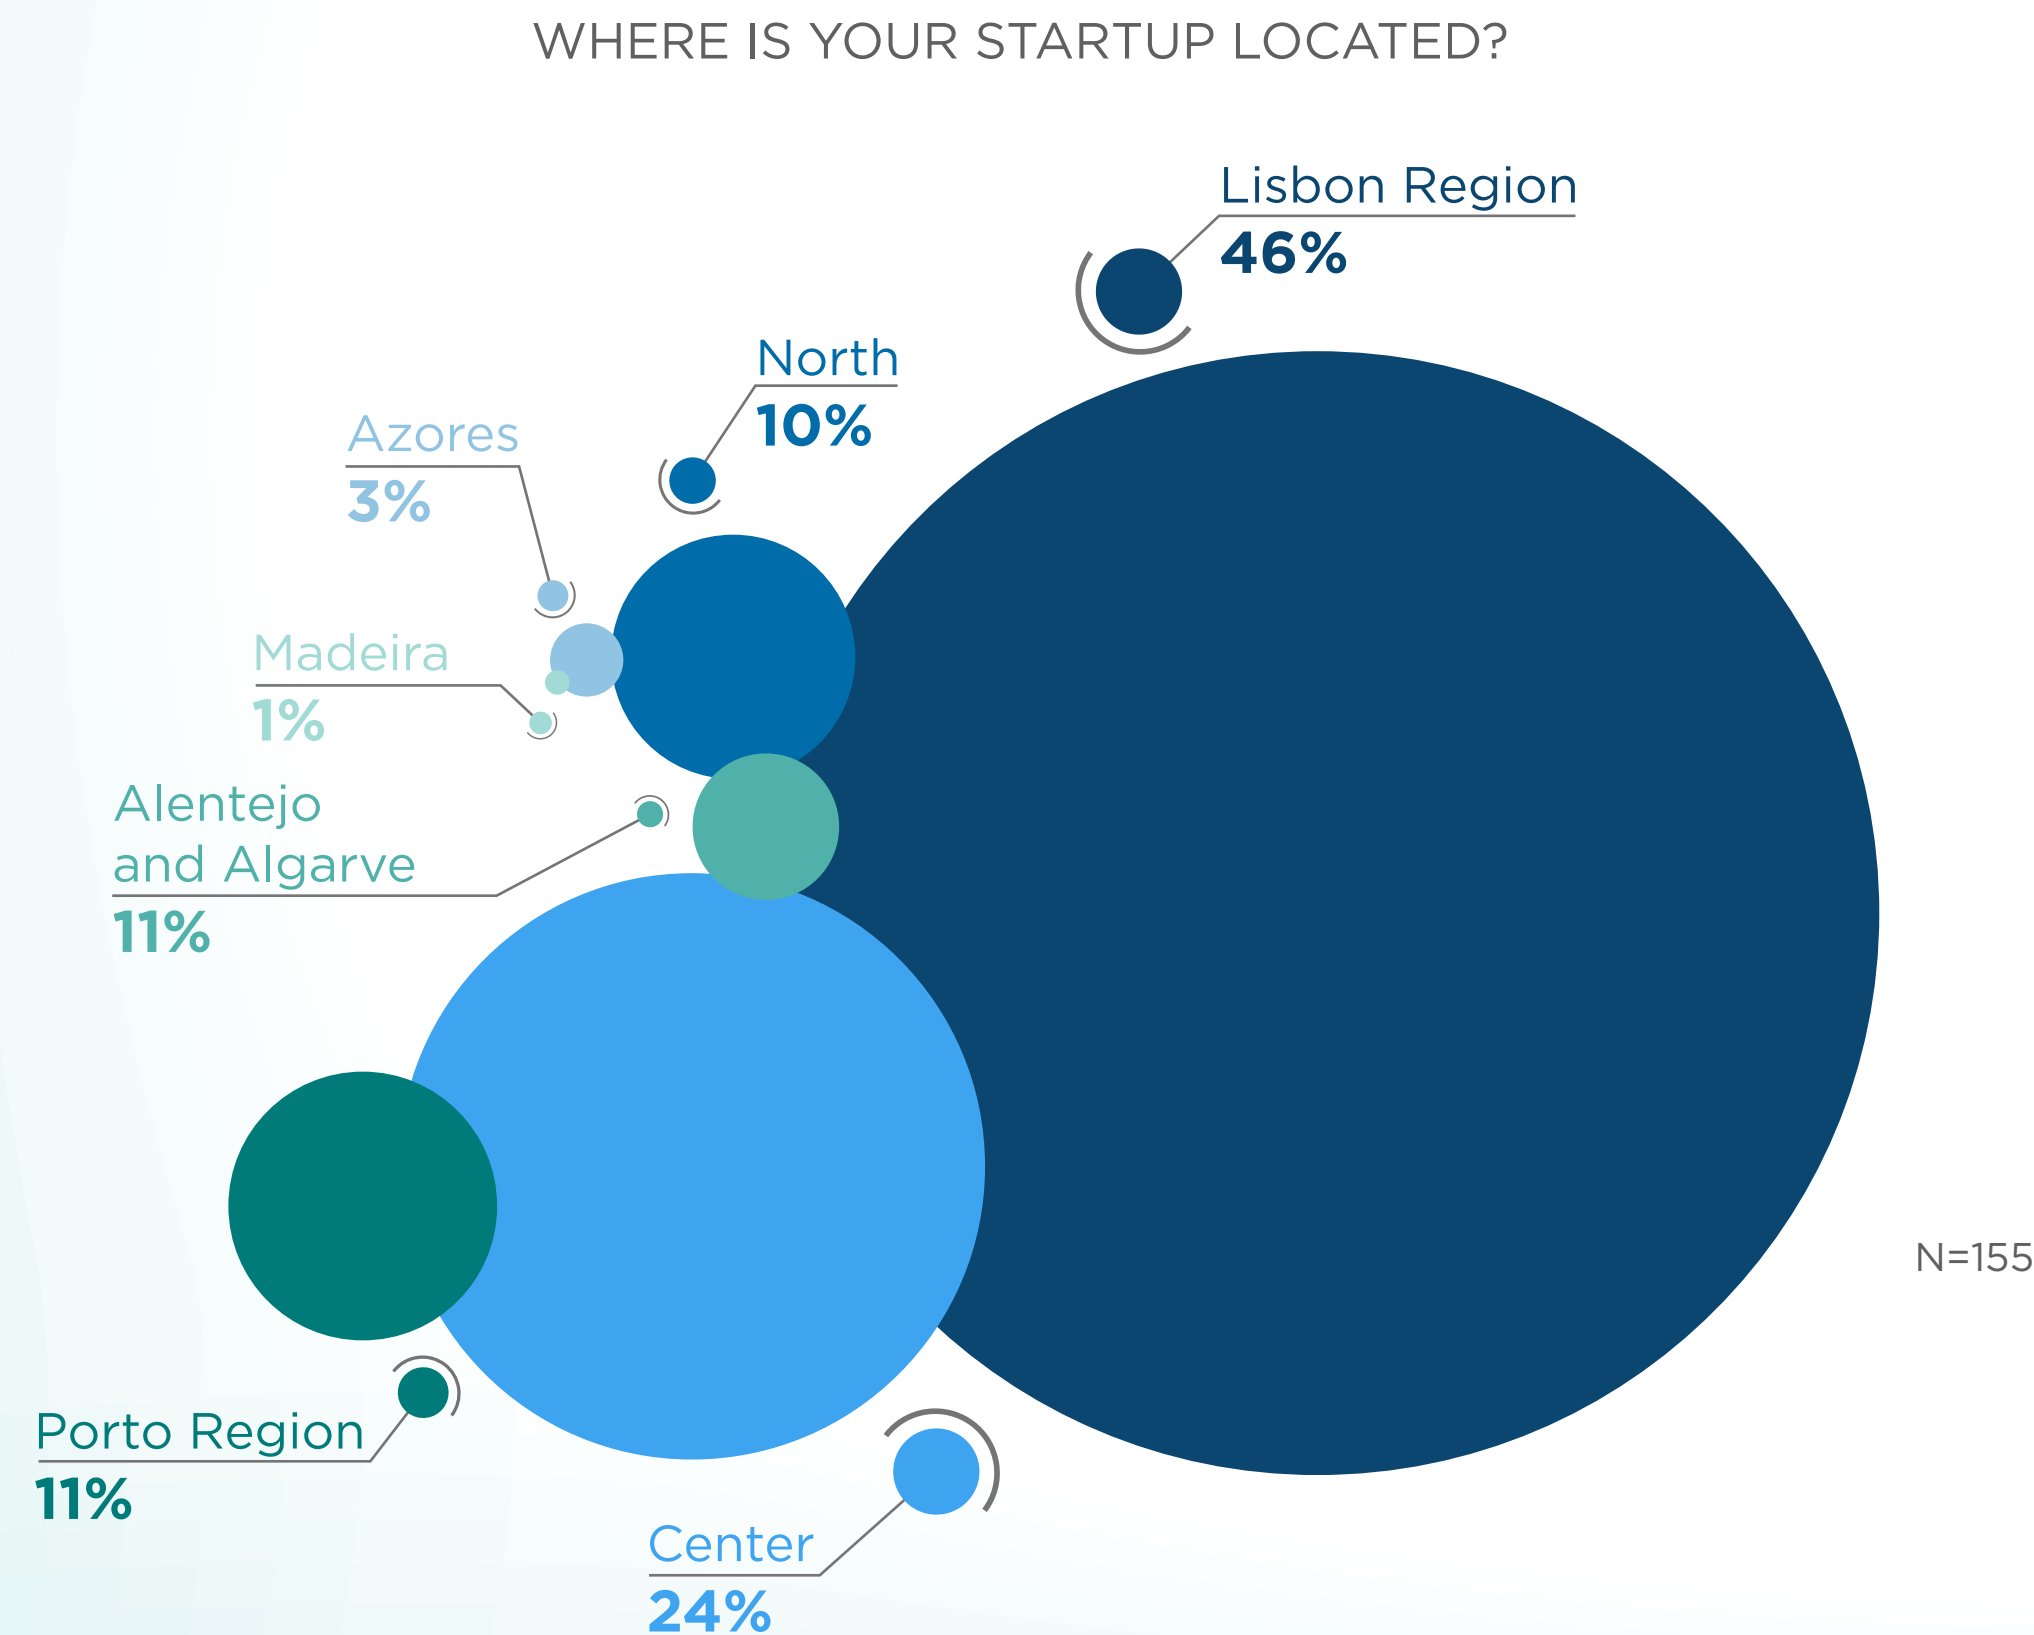 WHERE IS YOUR STARTUP LOCATED?
Lisbon Region
46%
North
10%
Azores
3%
Madeira
1%
Alentejo
and Algarve
11%
N=155
Porto Region
11%
Center
24%